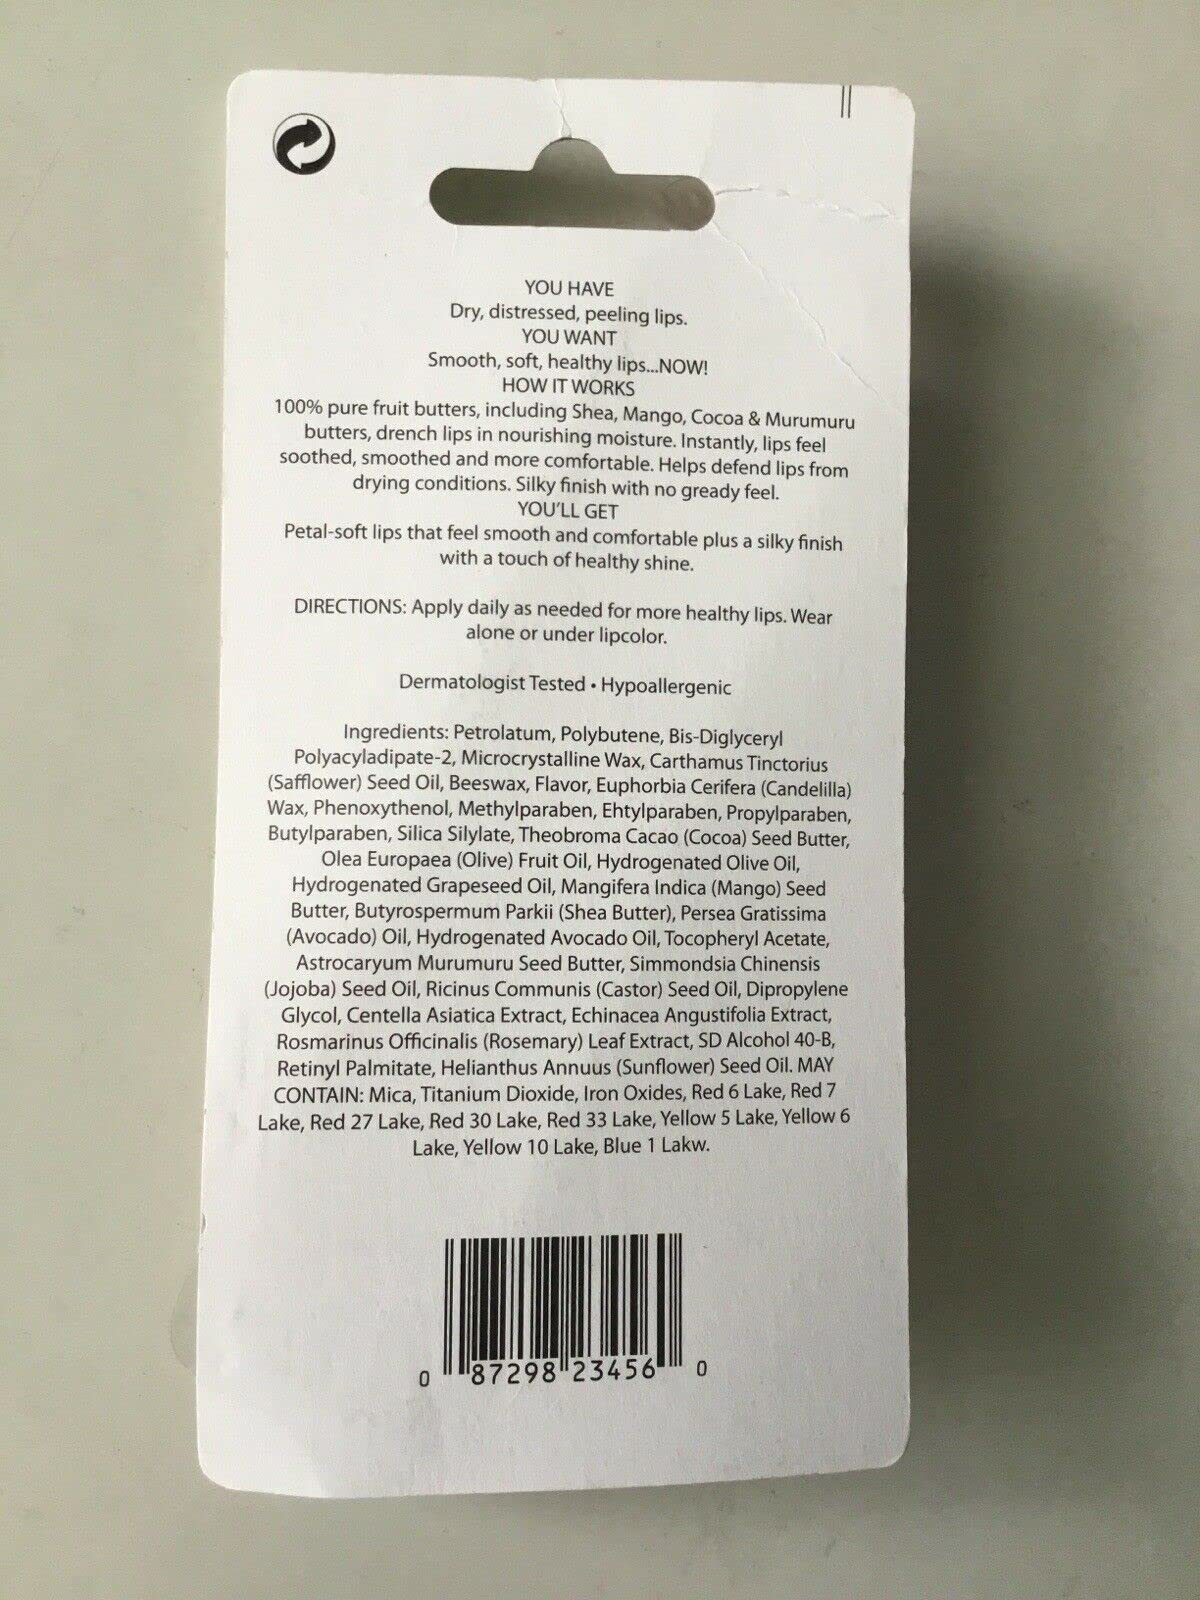 YOU HAVE
Dry, distressed, peeling lips.
YOU WANT
Smooth, soft, healthy lips...NOW!
HOW IT WORKS
100% pure fruit butters, including Shea, Mango, Cocoa & Murumuru
butters, drench lips in nourishing moisture. Instantly, lips feel
soothed, smoothed and more comfortable. Helps defend lips from
drying conditions. Silky finish with no gready feel.
YOU'LL GET
Petal-soft lips that feel smooth and comfortable plus a silky finish
with a touch of healthy shine.
DIRECTIONS: Apply daily as needed for more healthy lips. Wear
alone or under lipcolor.
Dermatologist Tested • Hypoallergenic
Ingredients: Petrolatum, Polybutene, Bis-Diglyceryl
Polyacyladipate-2, Microcrystalline Wax, Carthamus Tinctorius
(Safflower) Seed Oil, Beeswax, Flavor, Euphorbia Cerifera (Candelilla)
Wax, Phenoxythenol, Methylparaben, Ehtylparaben, Propylparaben,
Butylparaben, Silica Silylate, Theobroma Cacao (Cocoa) Seed Butter,
Olea Europaea (Olive) Fruit Oil, Hydrogenated Olive Oil,
Hydrogenated Grapeseed Oil, Mangifera Indica (Mango) Seed
Butter, Butyrospermum Parkii (Shea Butter), Persea Gratissima
(Avocado) Oil, Hydrogenated Avocado Oil, Tocopheryl Acetate,
Astrocaryum Murumuru Seed Butter, Simmondsia Chinensis
(Jojoba) Seed Oil, Ricinus Communis (Castor) Seed Oil, Dipropylene
Glycol, Centella Asiatica Extract, Echinacea Angustifolia Extract,
Rosmarinus Officinalis (Rosemary) Leaf Extract, SD Alcohol 40-B,
Retinyl Palmitate, Helianthus Annuus (Sunflower) Seed Oil. MAY
CONTAIN: Mica, Titanium Dioxide, Iron Oxides, Red 6 Lake, Red 7
Lake, Red 27 Lake, Red 30 Lake, Red 33 Lake, Yellow 5 Lake, Yellow 6
Lake, Yellow 10 Lake, Blue 1 Lakw.
0 87298 23456 0